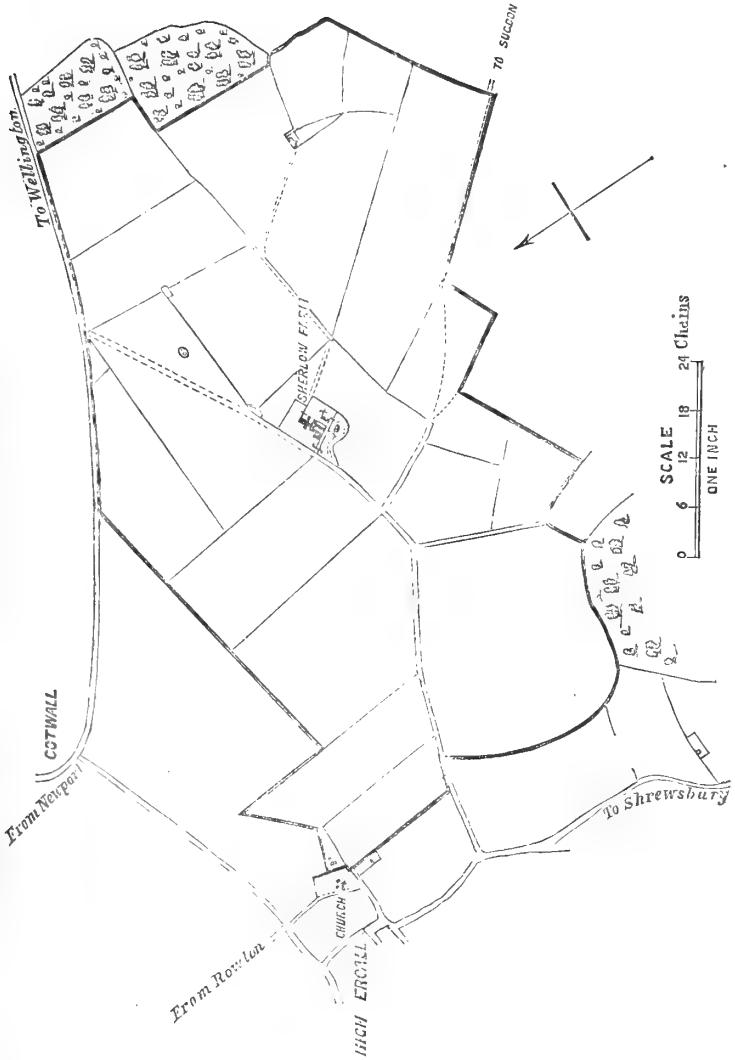 To Wellington
TO SUGDON
SHERLOW FARM
COTWALL
From Newport
From Rowton
CHURCH
HIGH ERCALL
To Shrewsbury
SCALE
0 6 12 18 24 Chains
ONE INCH